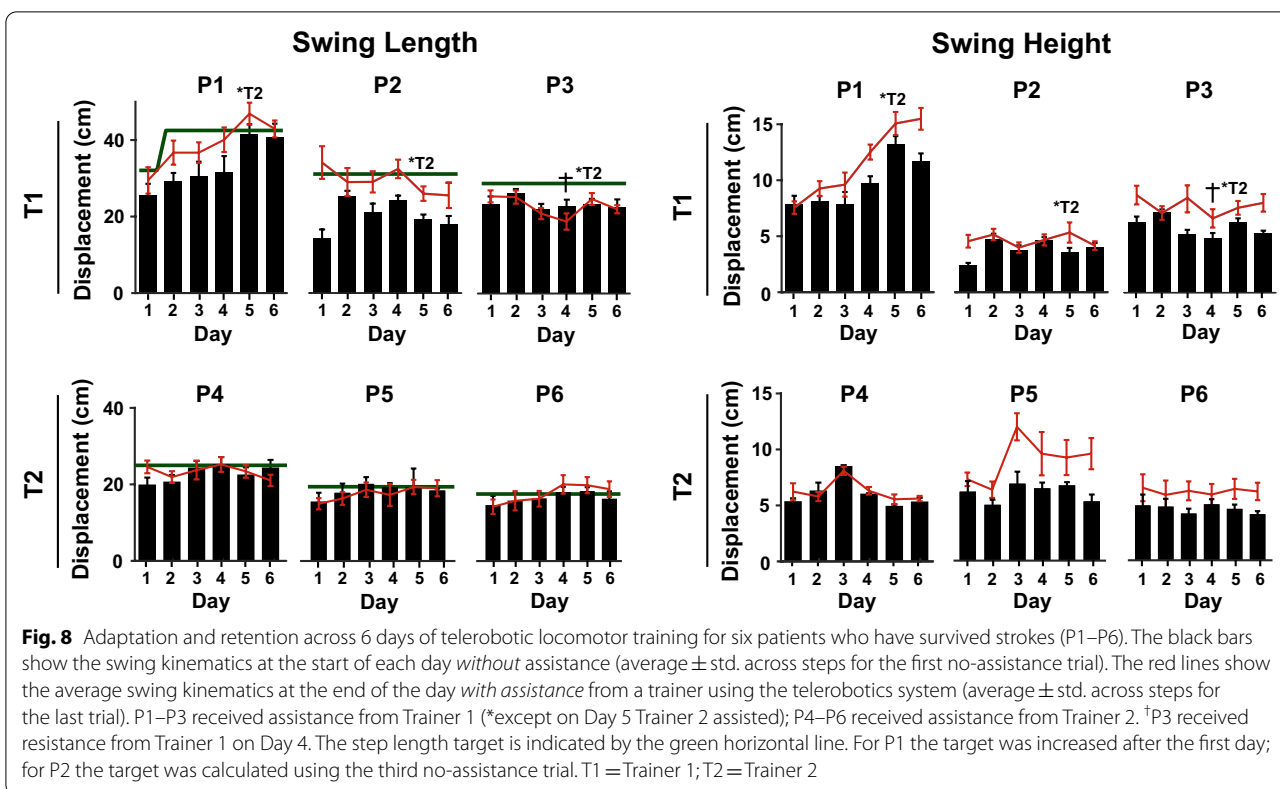 Swing Length
Swing Height
P1
P2
P3
P1
P2
P3
T1
Displacement (cm)
40
20
0
*T2
*T2
† *T2
1 2 3 4 5 6
1 2 3 4 5 6
1 2 3 4 5 6
Day
Day
Day
T1
Displacement (cm)
15
10
5
0
*T2
*T2
† *T2
1 2 3 4 5 6
1 2 3 4 5 6
1 2 3 4 5 6
Day
Day
Day
P4
P5
P6
P4
P5
P6
T2
Displacement (cm)
40
20
0
1 2 3 4 5 6
1 2 3 4 5 6
1 2 3 4 5 6
Day
Day
Day
T2
Displacement (cm)
15
10
5
0
1 2 3 4 5 6
1 2 3 4 5 6
1 2 3 4 5 6
Day
Day
Day
Fig. 8 Adaptation and retention across 6 days of telerobotic locomotor training for six patients who have survived strokes (P1–P6). The black bars
show the swing kinematics at the start of each day without assistance (average ± std. across steps for the first no-assistance trial). The red lines show
the average swing kinematics at the end of the day with assistance from a trainer using the telerobotics system (average ± std. across steps for
the last trial). P1–P3 received assistance from Trainer 1 (*except on Day 5 Trainer 2 assisted); P4–P6 received assistance from Trainer 2. †P3 received
resistance from Trainer 1 on Day 4. The step length target is indicated by the green horizontal line. For P1 the target was increased after the first day;
for P2 the target was calculated using the third no-assistance trial. T1 = Trainer 1; T2 = Trainer 2